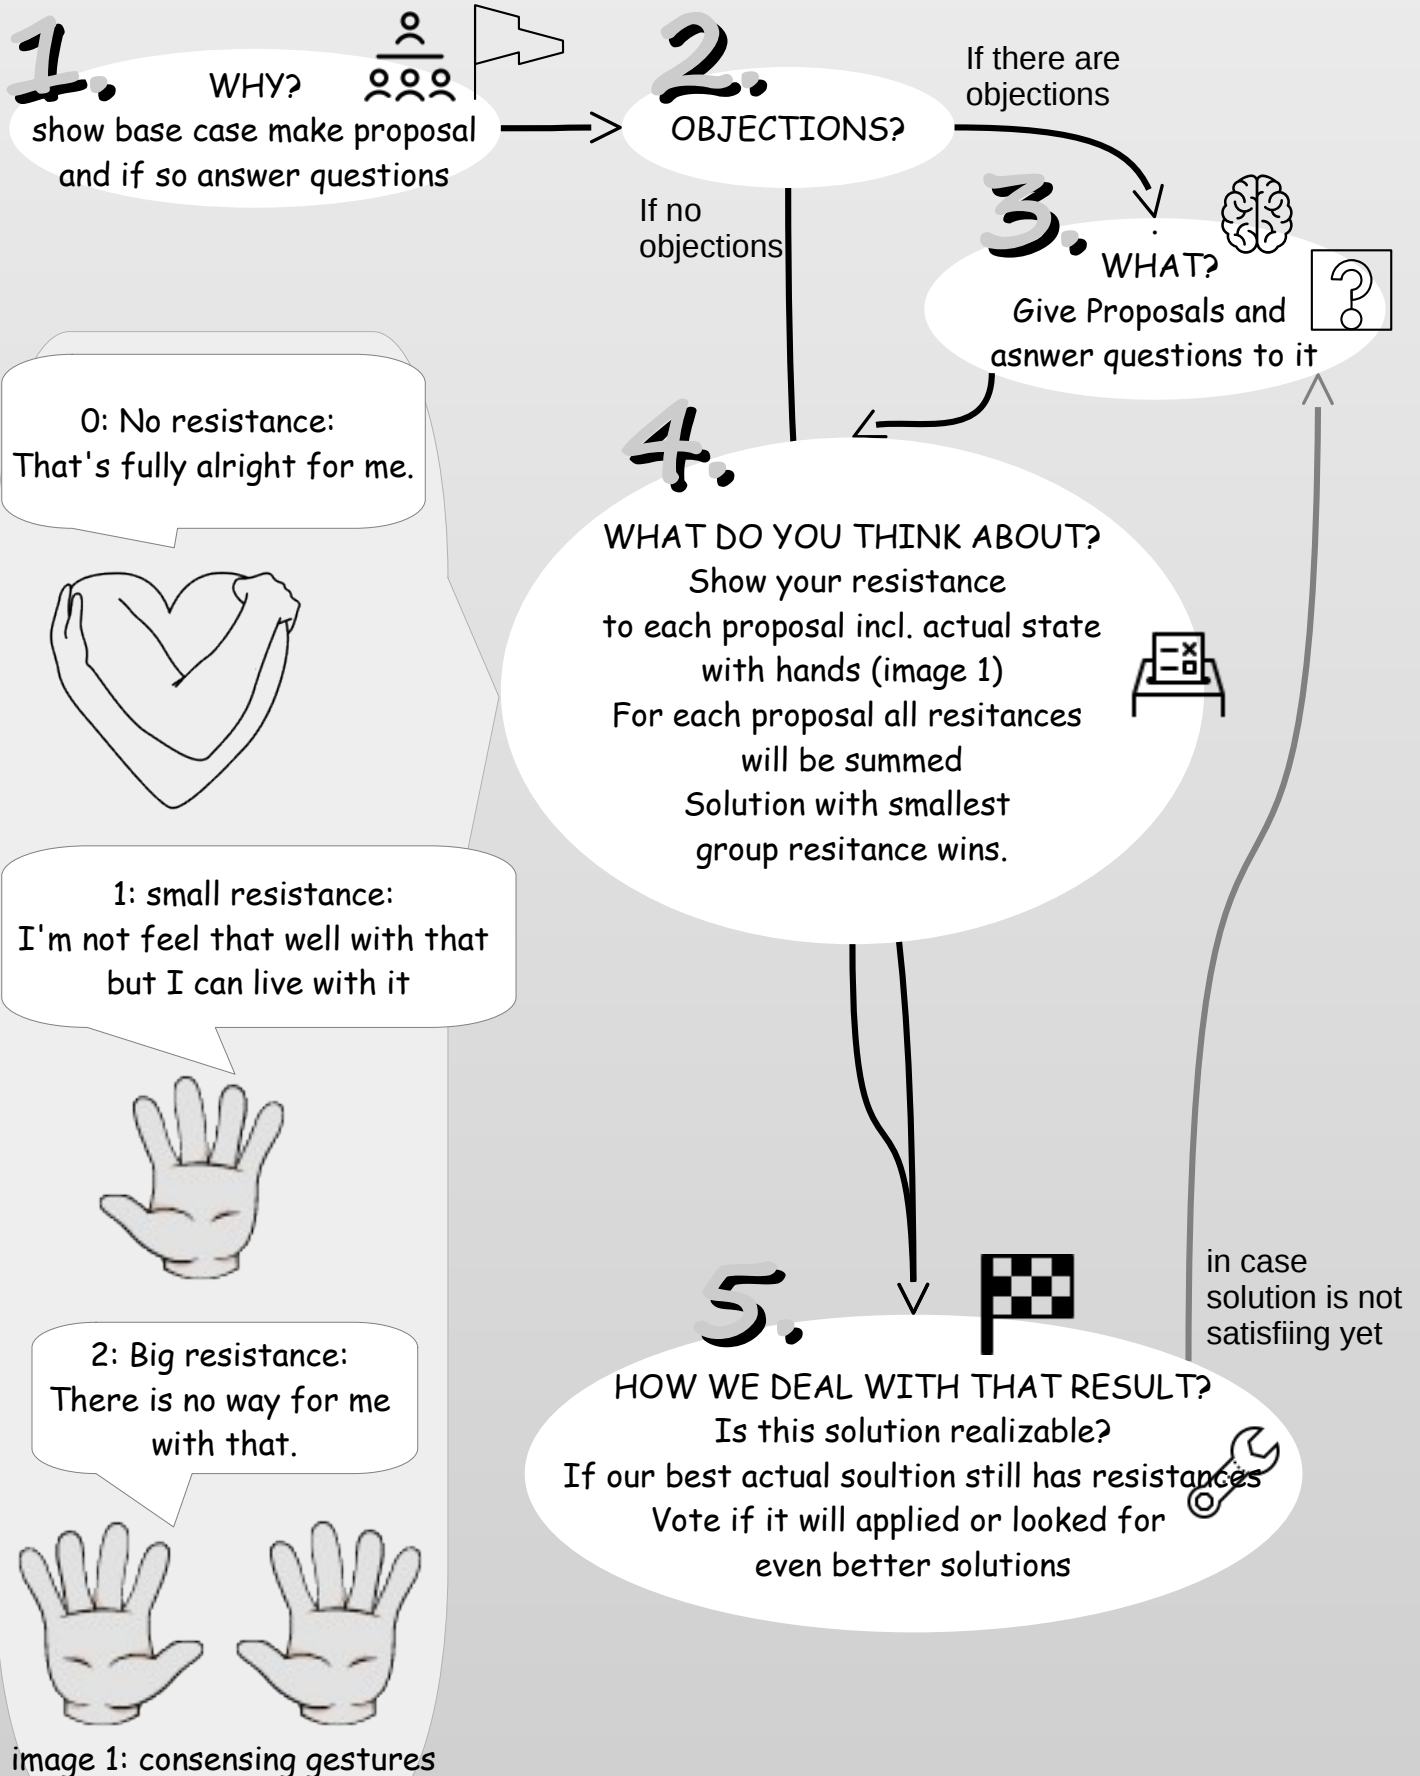 1.
WHY?
show base case make proposal
and if so answer questions
2.
OBJECTIONS?
If there are
objections
If no
objections
3.
WHAT?
Give Proposals and
asnwer questions to it
?
4.
WHAT DO YOU THINK ABOUT?
Show your resistance
to each proposal incl. actual state
with hands (image 1)
For each proposal all resitances
will be summed
Solution with smallest
group resitance wins.
5.
HOW WE DEAL WITH THAT RESULT?
Is this solution realizable?
If our best actual soultion still has resistances
Vote if it will applied or looked for
even better solutions
in case
solution is not
satisfiing yet
0: No resistance:
That's fully alright for me.
1: small resistance:
I'm not feel that well with that
but I can live with it
2: Big resistance:
There is no way for me
with that.
image 1: consensing gestures